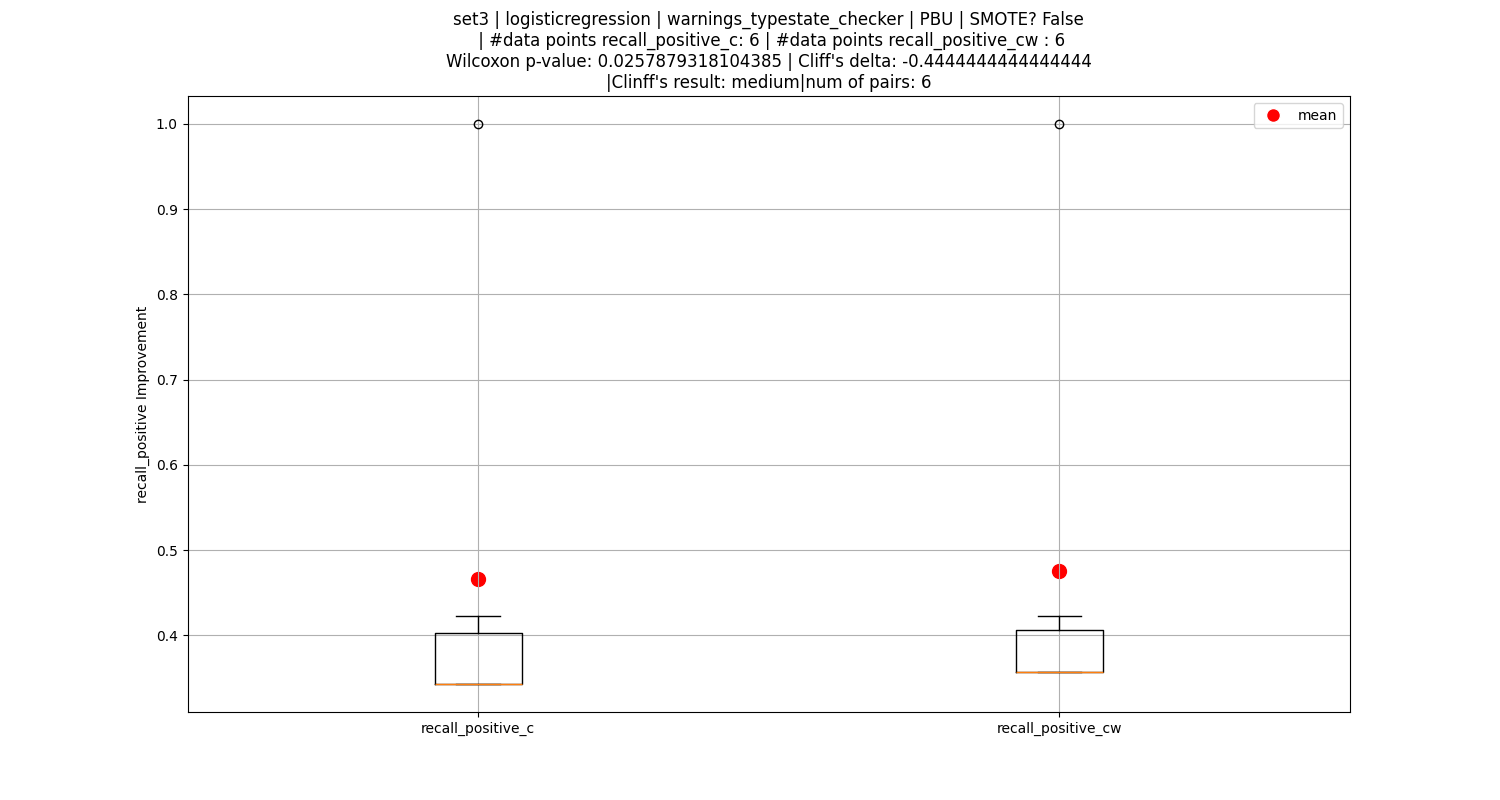 set3 | logisticregression | warnings_typestate_checker | PBU | SMOTE? False
| #data points recall_positive_c: 6 | #data points recall_positive_cw : 6
Wilcoxon p-value: 0.0257879318104385 | Cliff's delta: -0.4444444444444444
|Clinff's result: medium|num of pairs: 6
mean
1.0
0.9
0.8
0.7
0.6
0.5
0.4
recall_positive Improvement
recall_positive_c
recall_positive_cw